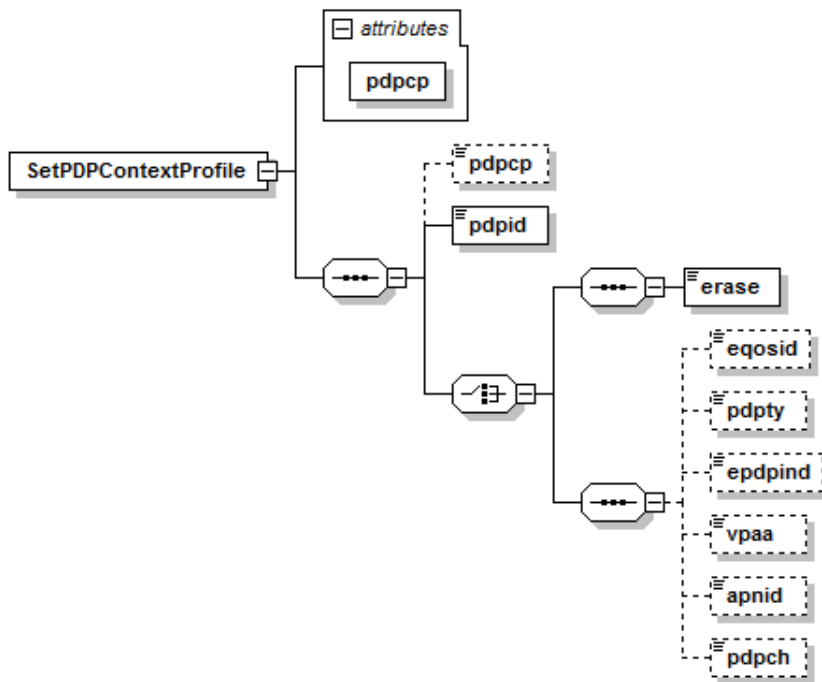 attributes
pdpcp
SetPDPContextProfile
pdpcp
pdpid
erase
eqosid
pdpty
epdpind
vpaa
apnid
pdpch